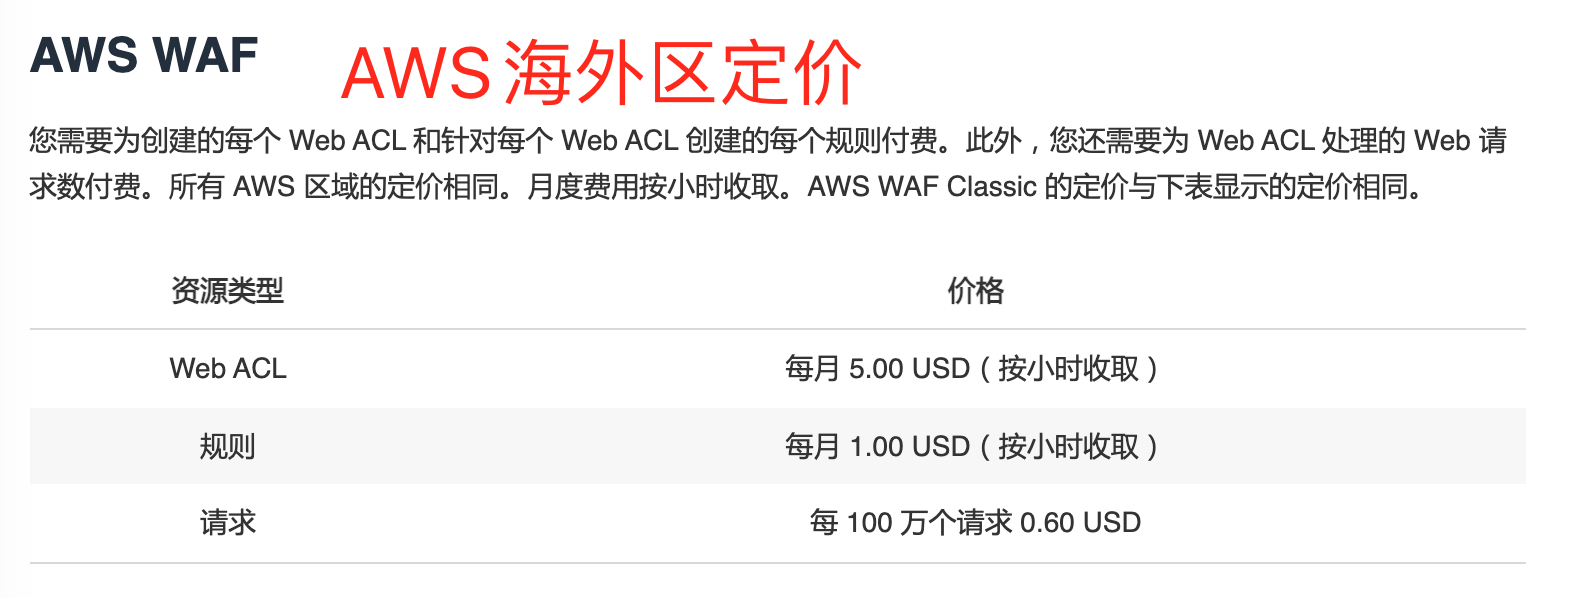 AWS WAF
AWS海外区定价
您需要为创建的每个 Web ACL 和针对每个 Web ACL 创建的每个规则付费。此外，您还需要为 Web ACL 处理的 Web 请
求数付费。所有 AWS 区域的定价相同。月度费用按小时收取。AWS WAF Classic 的定价与下表显示的定价相同。
资源类型 价格
Web ACL 每月 5.00 USD（按小时收取）
规则 每月 1.00 USD（按小时收取）
请求 每 100 万个请求 0.60 USD